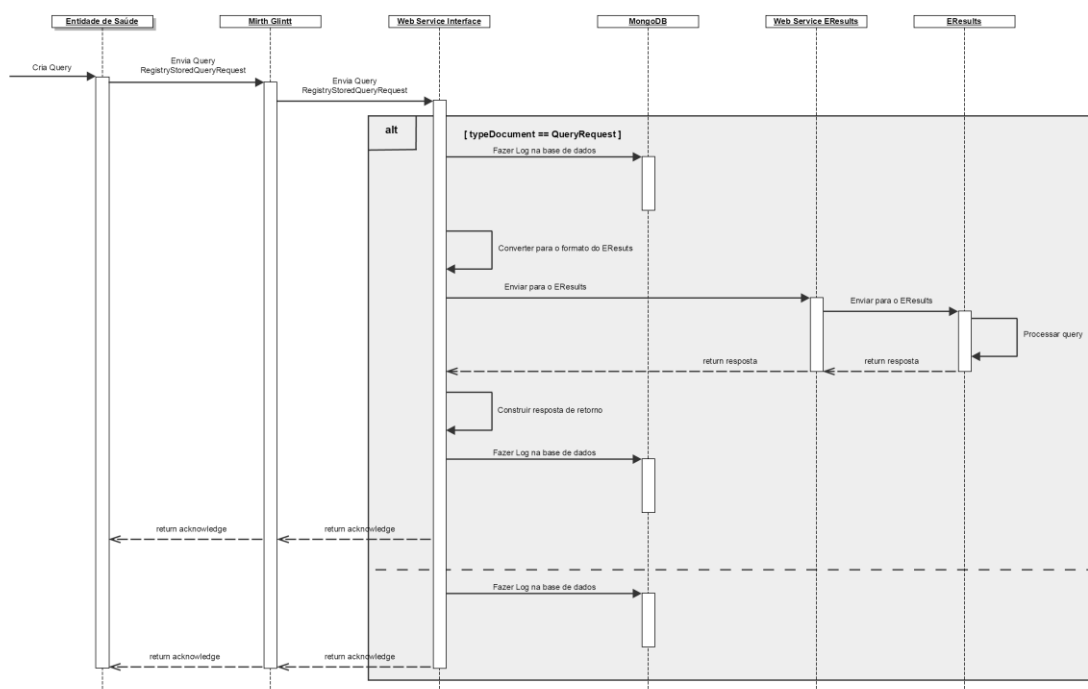 Entidade de Saúde
Mirth Glintt
Web Service Interface
MongoDB
Web Service EResults
EResults
Cria Query
Envia Query
RegistryStoredQueryRequest
Envia Query
RegistryStoredQueryRequest
alt
[ typeDocument == QueryRequest ]
Fazer Log na base de dados
Converter para o formato do EResuts
Enviar para o EResults
Enviar para o EResults
Processar query
return resposta
return resposta
Construir resposta de retorno
Fazer Log na base de dados
return acknowledge
return acknowledge
Fazer Log na base de dados
return acknowledge
return acknowledge